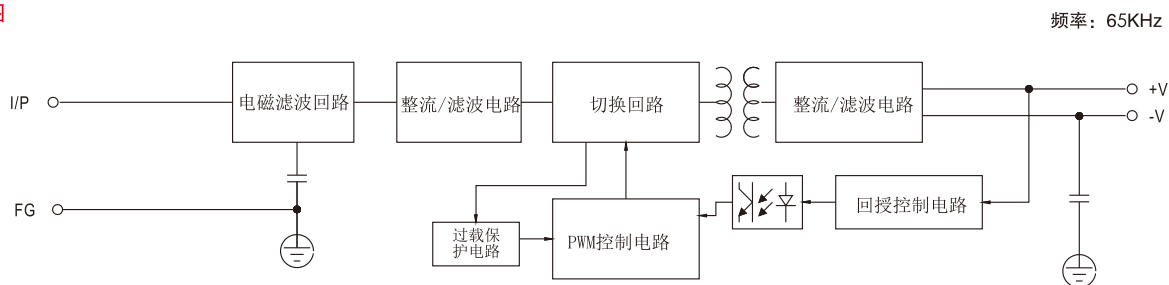 图
频率：65KHz
I/P
电磁滤波回路
整流/滤波电路
切换回路
整流/滤波电路
+V
-V
FG
过载保
护电路
PWM控制电路
回授控制电路